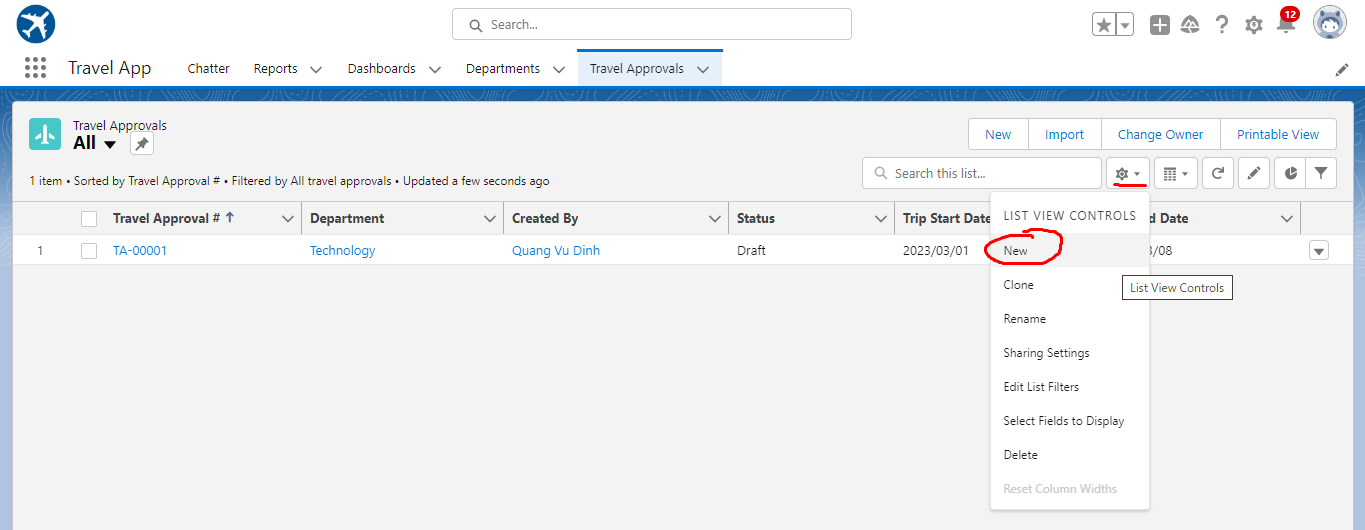 Search...
12
Travel App Chatter Reports Dashboards Departments Travel Approvals
Travel Approvals
All
New Import Change Owner Printable View
1 item • Sorted by Travel Approval # • Filtered by All travel approvals • Updated a few seconds ago
Search this list...
Travel Approval # Department Created By Status Trip Start Date d Date
1 TA-00001 Technology Quang Vu Dinh Draft 2023/03/01 3/08
LIST VIEW CONTROLS
New
Clone
Rename
Sharing Settings
Edit List Filters
Select Fields to Display
Delete
Reset Column Widths
List View Controls